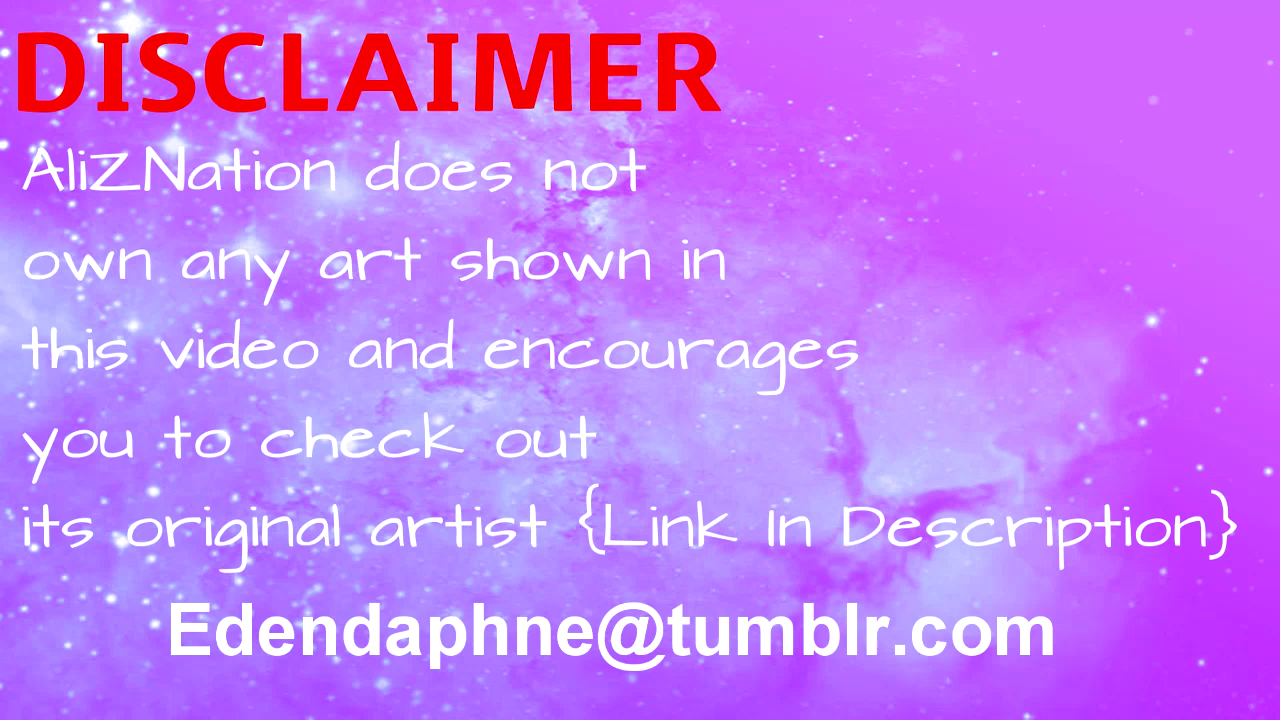 DISCLAIMER
AliZNation does not
own any art shown in
this video and encourages
you to check out
its original artist {Link In Description}
Edendaphne@tumblr.com